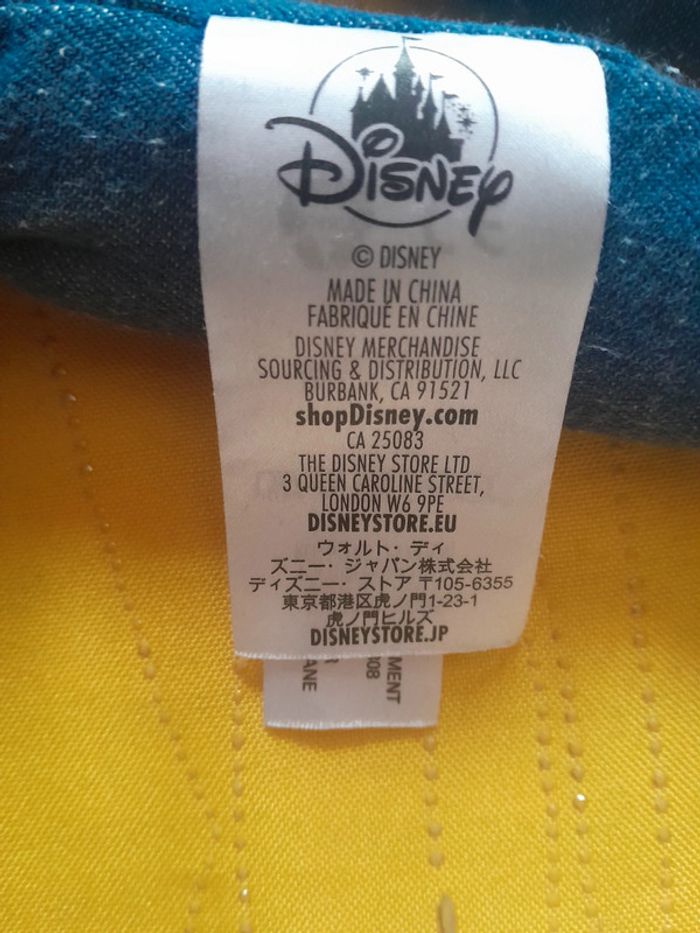 Disney
© DISNEY
MADE IN CHINA
FABRIQUÉ EN CHINE
DISNEY MERCHANDISE
SOURCING & DISTRIBUTION, LLC
BURBANK, CA 91521
shopDisney.com
CA 25083
THE DISNEY STORE LTD
3 QUEEN CAROLINE STREET,
LONDON W6 9PE
DISNEYSTORE.EU
ウォルト・ディ
ズニー・ジャパン株式会社
ディズニー・ストア 〒105-6355
東京都港区虎ノ門1-23-1
虎ノ門ヒルズ
DISNEYSTORE.JP
MENT
08
ANE